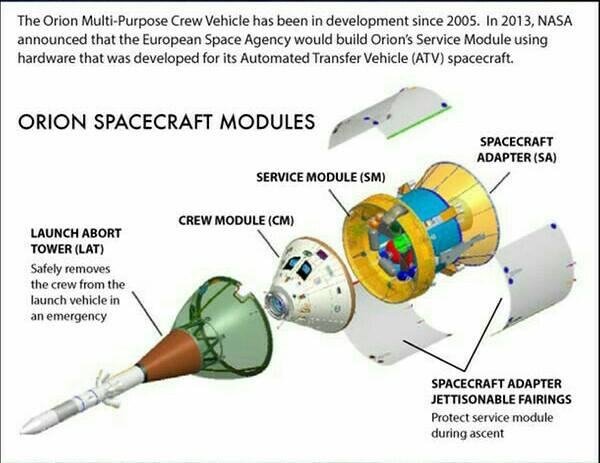 The Orion Multi-Purpose Crew Vehicle has been in development since 2005. In 2013, NASA
announced that the European Space Agency would build Orion's Service Module using
hardware that was developed for its Automated Transfer Vehicle (ATV) spacecraft.
ORION SPACECRAFT MODULES
SPACECRAFT
ADAPTER (SA)
SERVICE MODULE (SM)
CREW MODULE (CM)
LAUNCH ABORT
TOWER (LAT)
Safely removes
the crew from the
launch vehicle in
an emergency
SPACECRAFT ADAPTER
JETTISONABLE FAIRINGS
Protect service module
during ascent